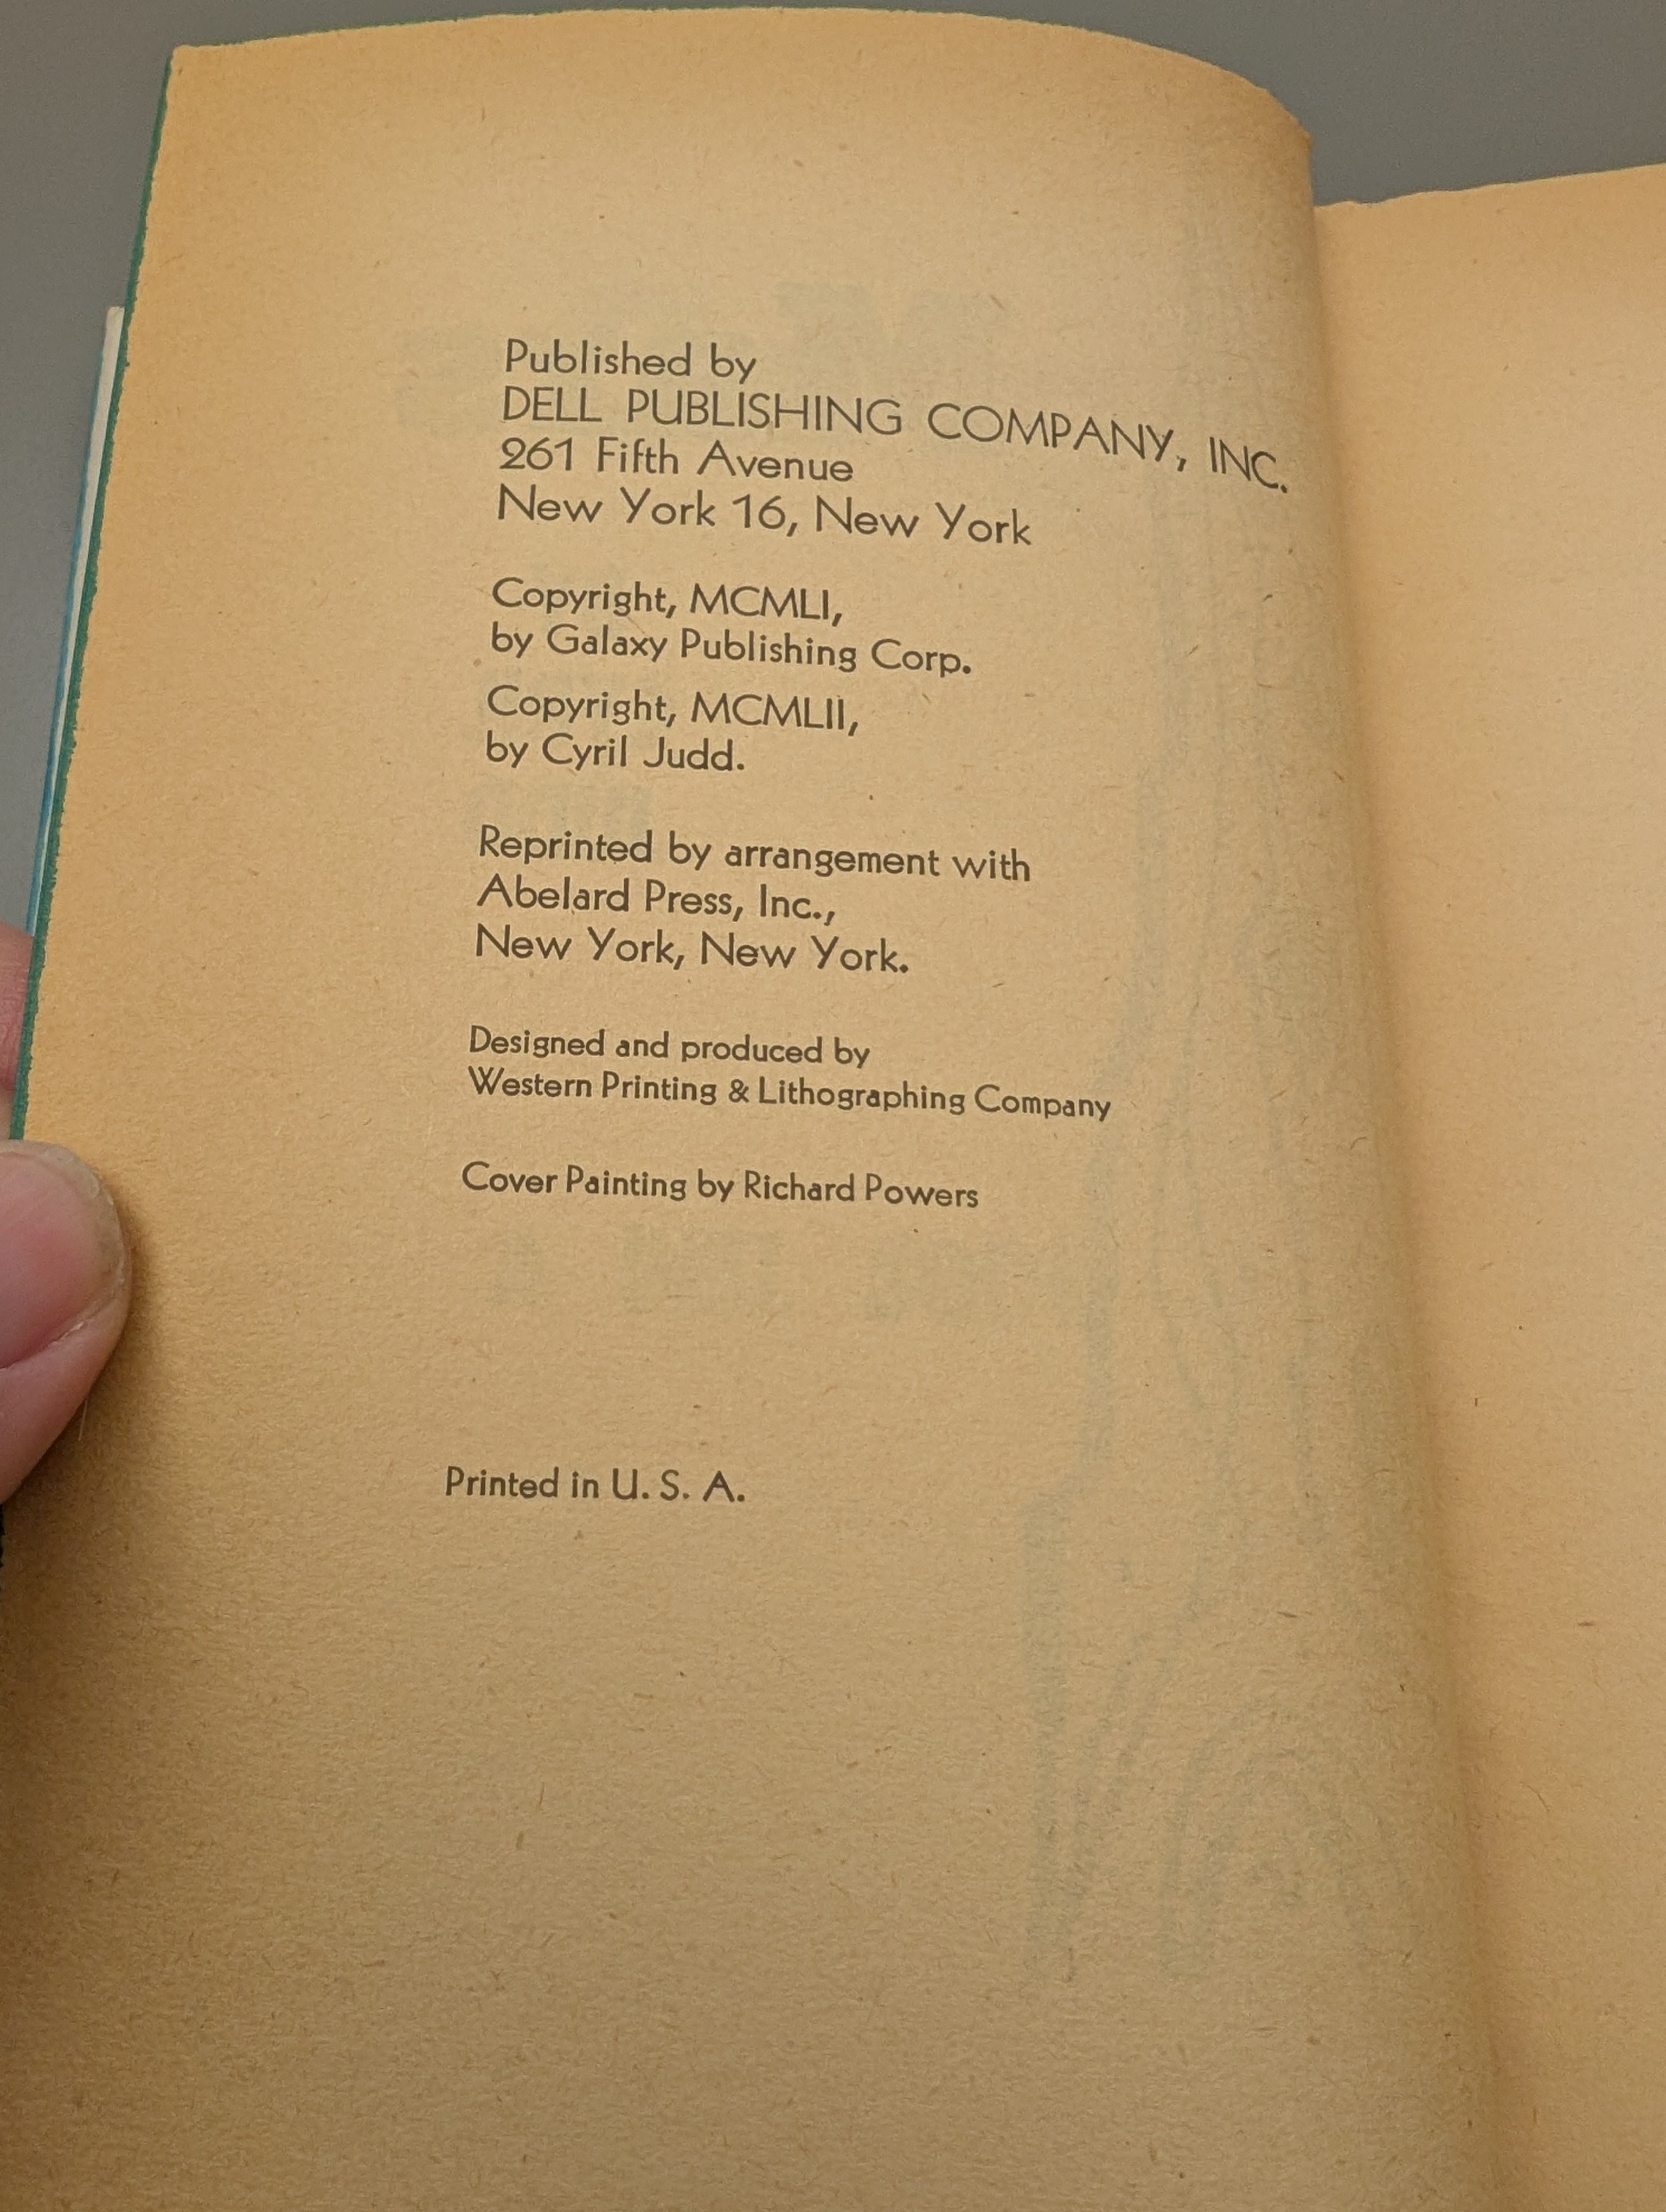 Published by
DELL PUBLISHING COMPANY, INC.
261 Fifth Avenue
New York 16, New York
Copyright, MCMLI,
by Galaxy Publishing Corp.
Copyright, MCMLII,
by Cyril Judd.
Reprinted by arrangement with
Abelard Press, Inc.,
New York, New York.
Designed and produced by
Western Printing & Lithographing Company
Cover Painting by Richard Powers
Printed in U. S. A.